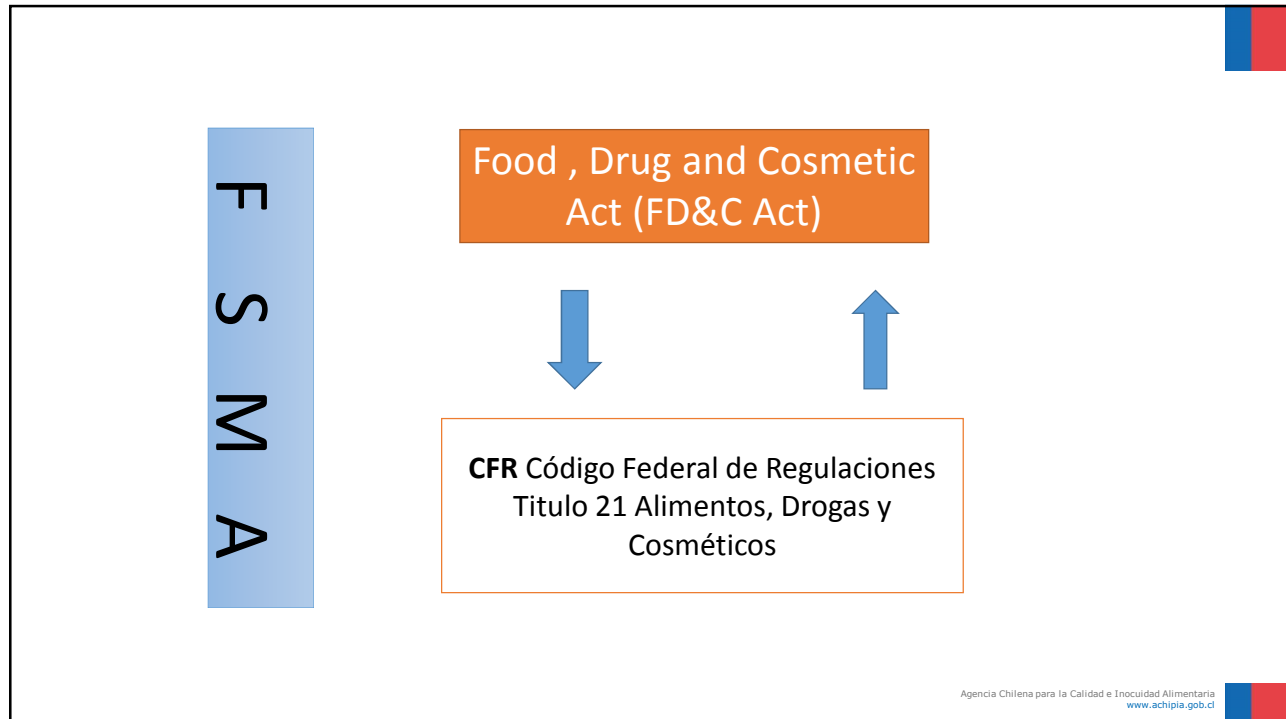 F S M A
Food , Drug and Cosmetic
Act (FD&C Act)
CFR Código Federal de Regulaciones
Titulo 21 Alimentos, Drogas y
Cosméticos
Agencia Chilena para la Calidad e Inocuidad Alimentaria
www.achipia.gob.cl